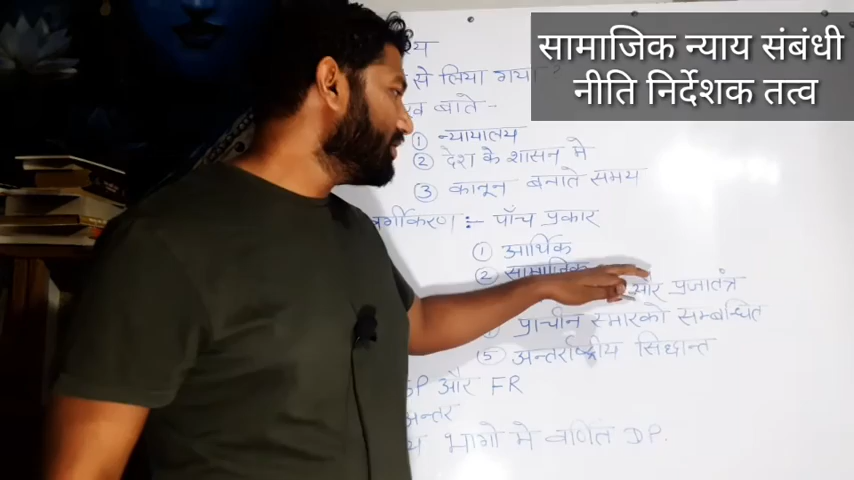 सामाजिक न्याय संबंधी
नीति निर्देशक तत्व
से लिया गया
बाते -
① न्यायालय
② देश के शासन मे
③ कानून बनाते समय
वर्गीकरण :- पाँच प्रकार
① आर्थिक
② सामाजिक
और प्रजातंत्र
प्राचीन स्मारको सम्बन्धित
⑤ अन्तर्राष्ट्रीय सिद्धान्त
और FR
अन्तर
भागो मे वर्णित DP.